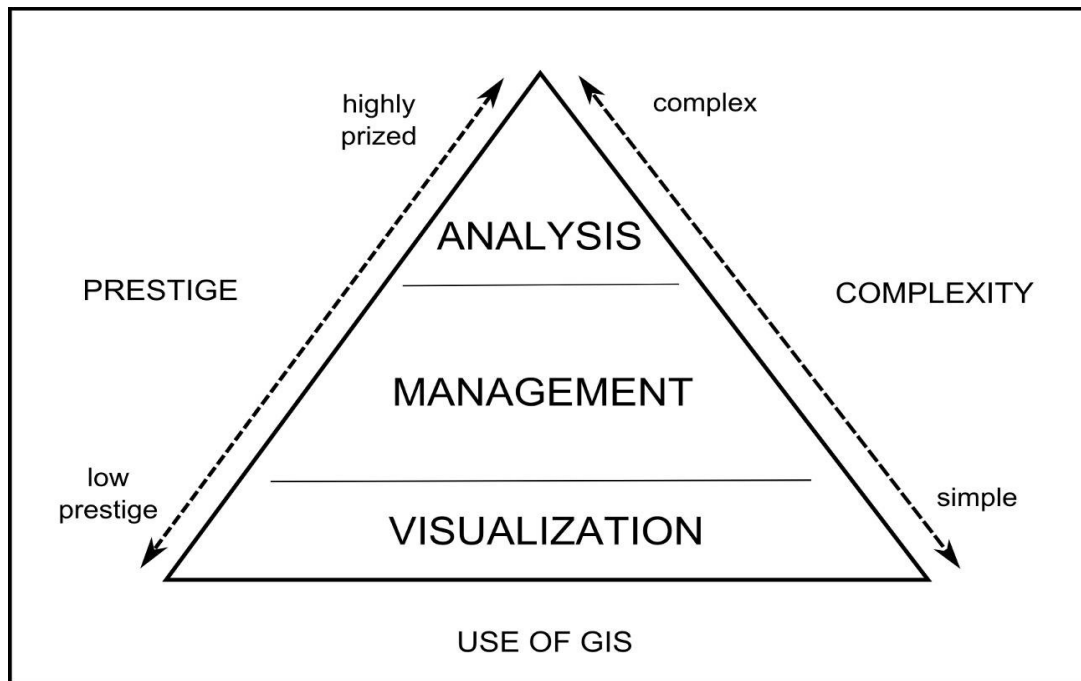 highly
prized
complex
ANALYSIS
PRESTIGE
COMPLEXITY
MANAGEMENT
low
prestige
simple
VISUALIZATION
USE OF GIS